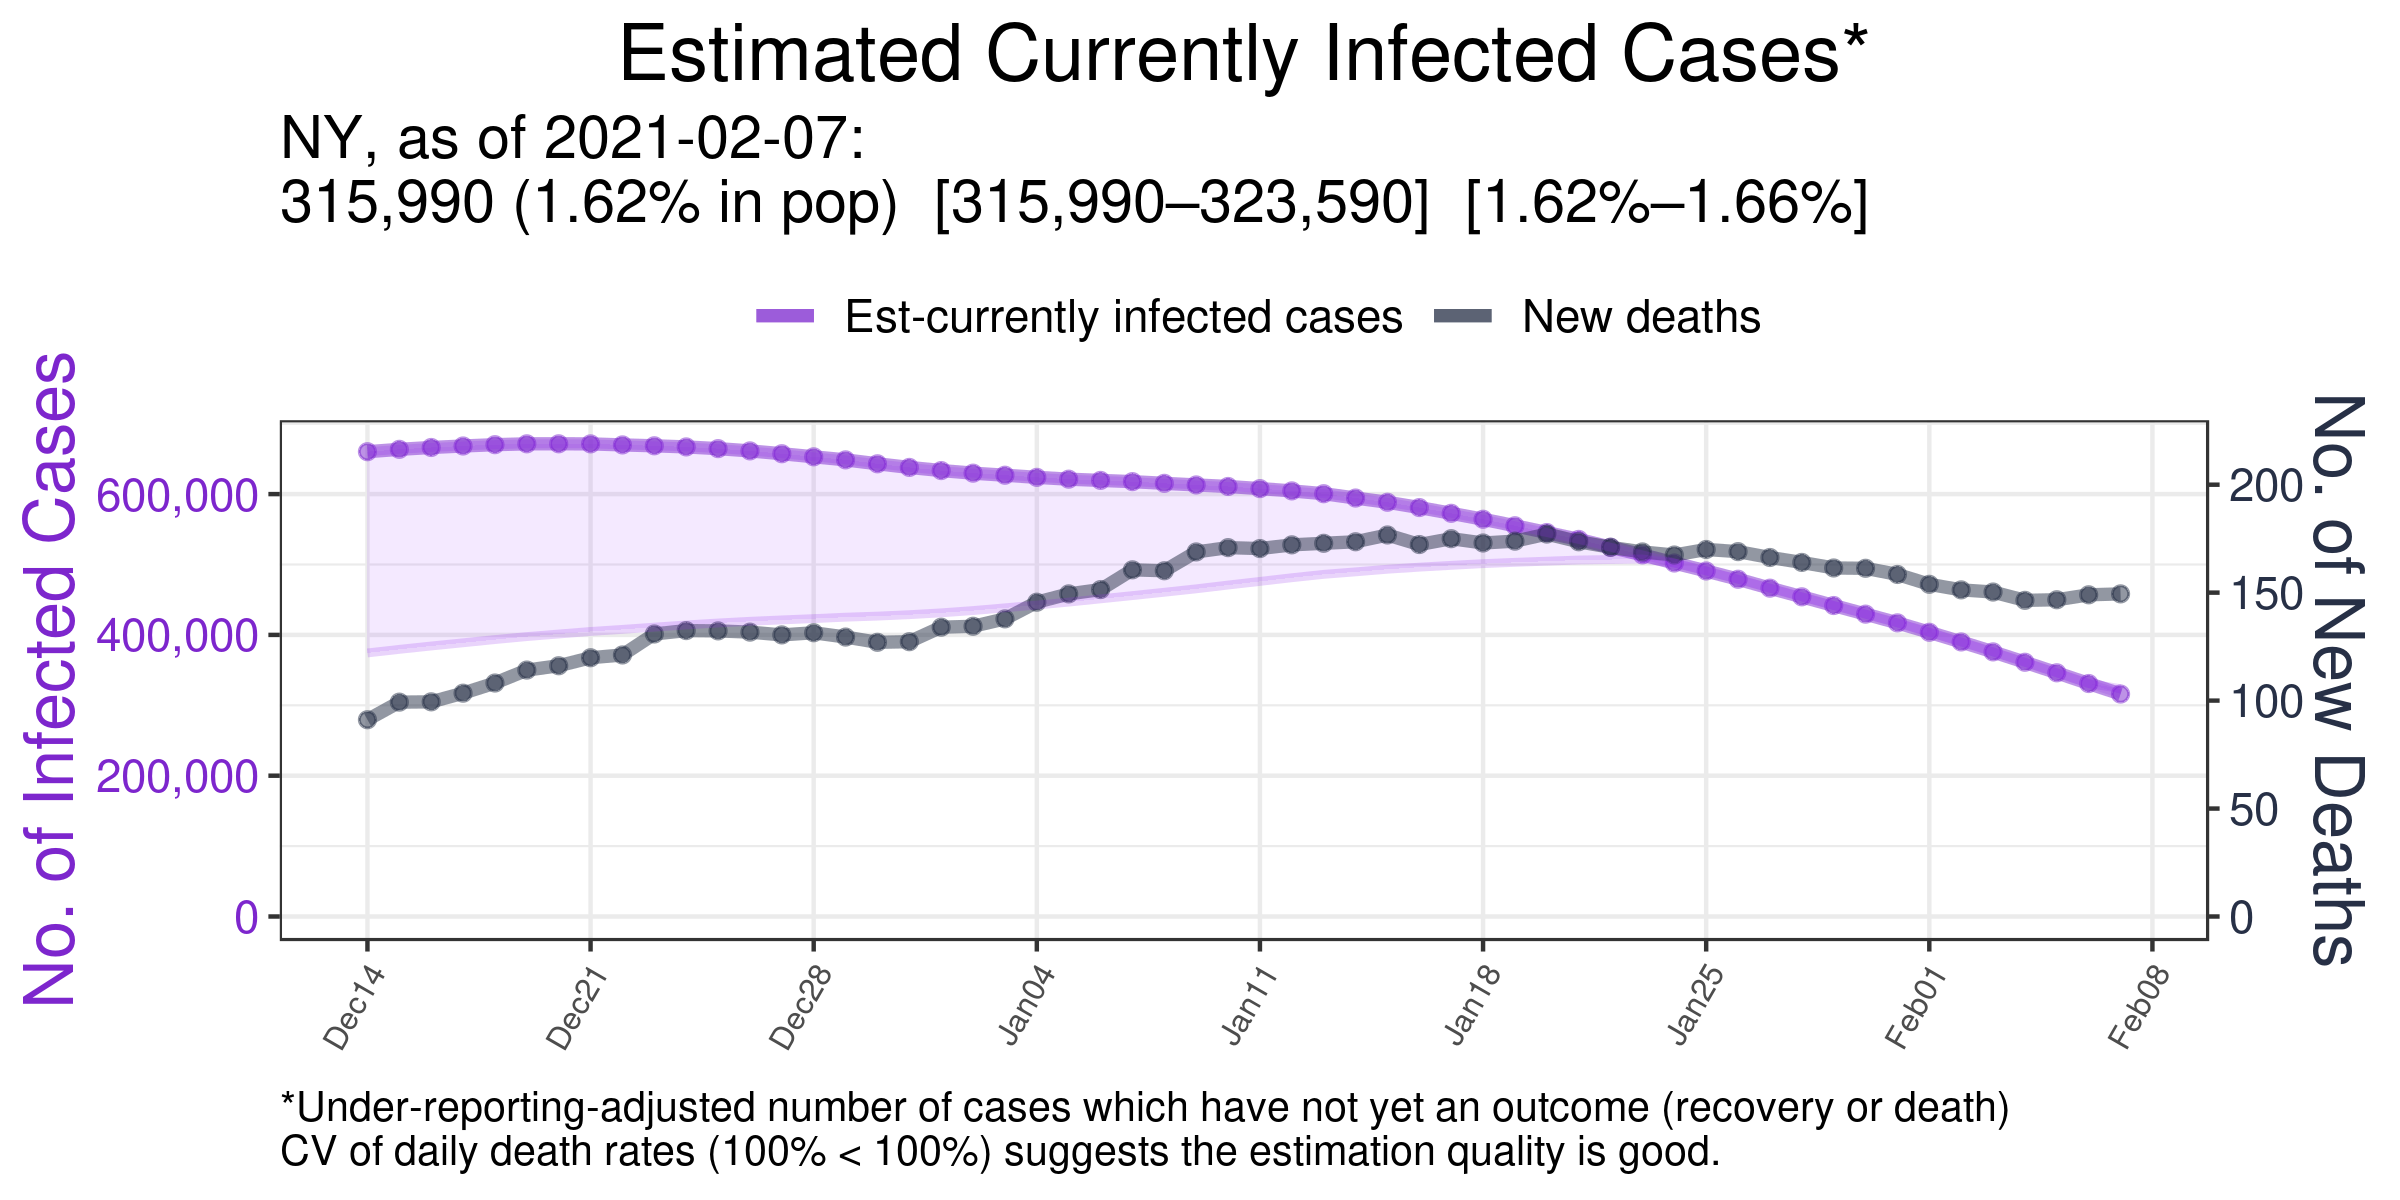 Estimated Currently Infected Cases*
NY, as of 2021-02-07:
315,990 (1.62% in pop) [315,990–323,590] [1.62%–1.66%]
Est-currently infected cases
New deaths
No. of Infected Cases
600,000
400,000
200,000
0
200
150
100
50
0
No. of New Deaths
Dec14
Dec21
Dec28
Jan04
Jan11
Jan18
Jan25
Feb01
Feb08
*Under-reporting-adjusted number of cases which have not yet an outcome (recovery or death)
CV of daily death rates (100% < 100%) suggests the estimation quality is good.